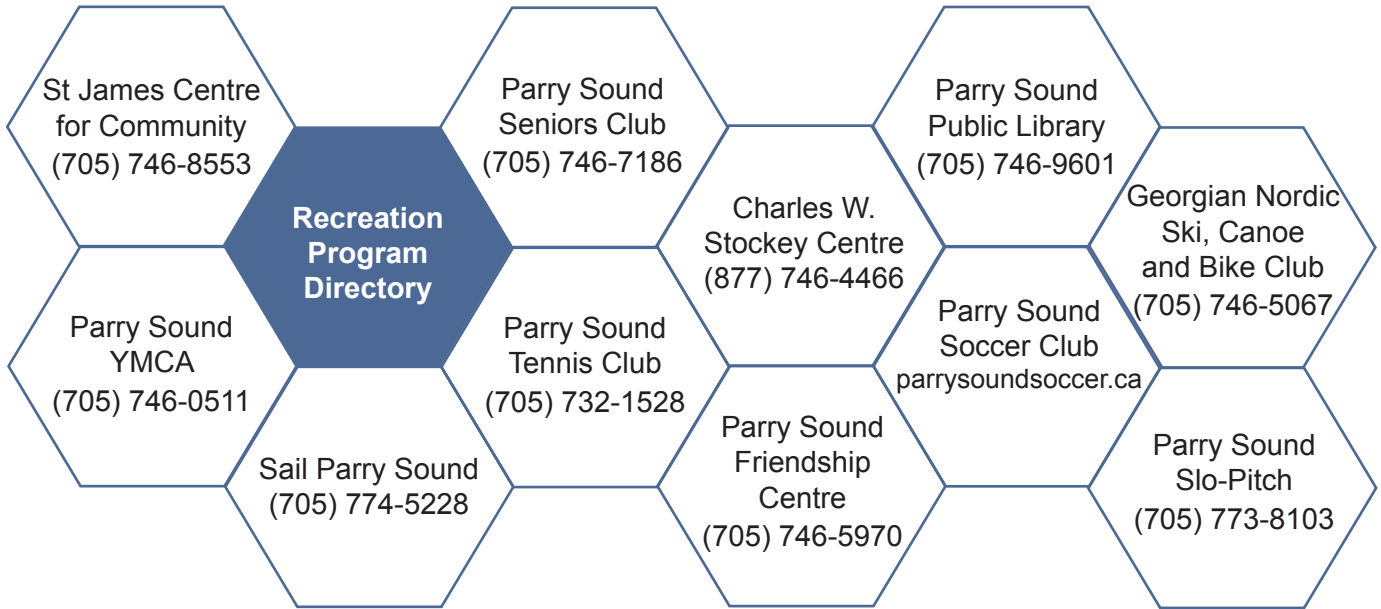 St James Centre
for Community
(705) 746-8553
Recreation
Program
Directory
Parry Sound
Seniors Club
(705) 746-7186
Charles W.
Stockey Centre
(877) 746-4466
Parry Sound
Public Library
(705) 746-9601
Georgian Nordic
Ski, Canoe
and Bike Club
(705) 746-5067
Parry Sound
YMCA
(705) 746-0511
Sail Parry Sound
(705) 774-5228
Parry Sound
Tennis Club
(705) 732-1528
Parry Sound
Friendship
Centre
(705) 746-5970
Parry Sound
Soccer Club
parrysoundsoccer.ca
Parry Sound
Slo-Pitch
(705) 773-8103